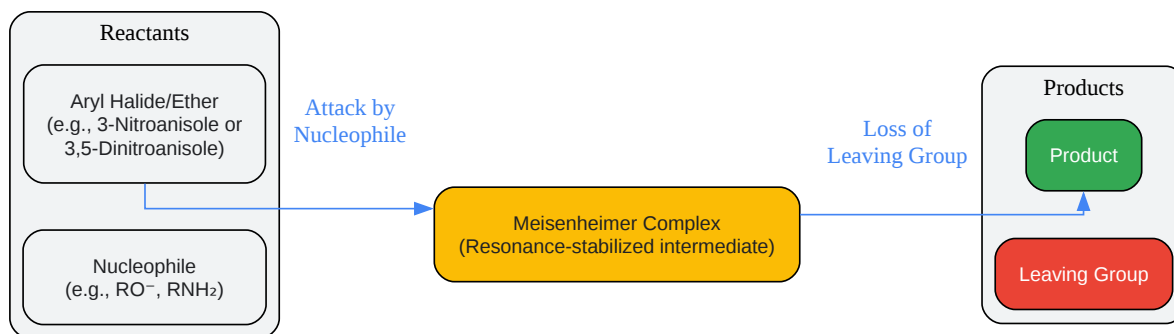 Reactants
Aryl Halide/Ether
(e.g., 3-Nitroanisole or
3,5-Dinitroanisole)
Nucleophile
(e.g., RO⁻, RNH₂)
Attack by
Nucleophile
Meisenheimer Complex
(Resonance-stabilized intermediate)
Loss of
Leaving Group
Products
Product
Leaving Group